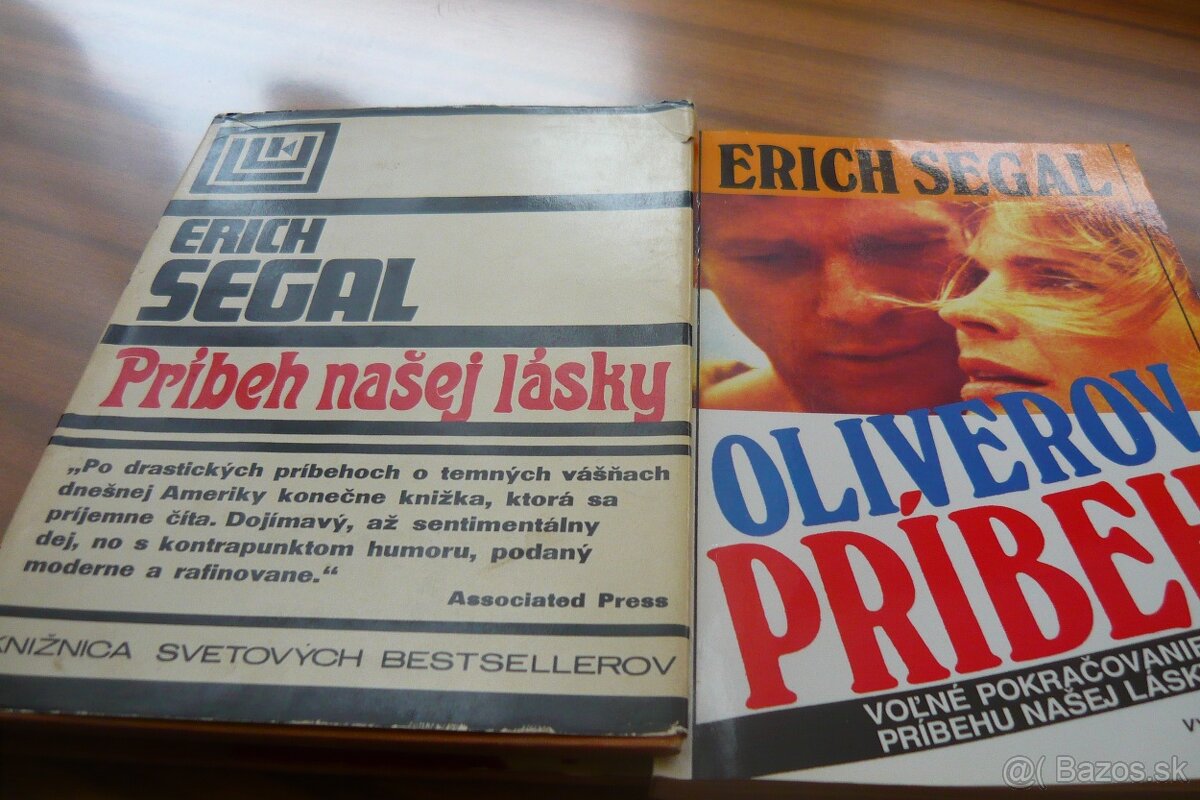 ERICH
SEGAL
Príbeh našej lásky
„Po drastických príbehoch o temných vášňach
dnešnej Ameriky konečne knižka, ktorá sa
príjemne číta. Dojímavý, až sentimentálny
dej, no s kontrapunktom humoru, podaný
moderne a rafinovane.“
Associated Press
KNIŽNICA SVETOVÝCH BESTSELLEROV
ERICH SEGAL
OLIVEROV
PRÍBEH
VOĽNÉ POKRAČOVANIE
PRÍBEHU NAŠEJ LÁSKY
@( Bazos.sk